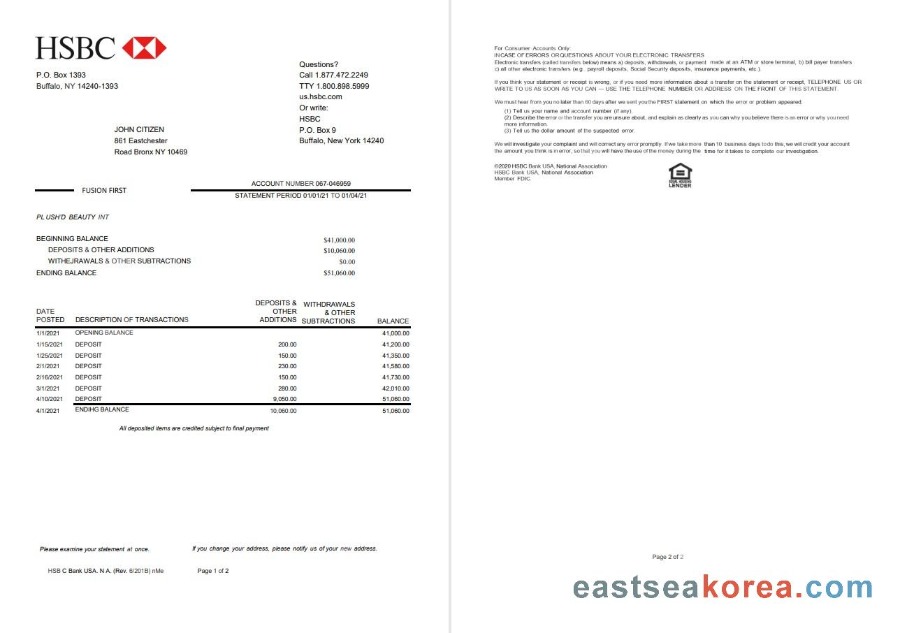 HSBC
P.O. Box 1393
Buffalo, NY 14240-1393
Questions?
Call 1.877.472.2249
TTY 1.800.898.5999
us.hsbc.com
Or write:
HSBC
P.O. Box 9
Buffalo, New York 14240
JOHN CITIZEN
861 Eastchester
Road Bronx NY 10469
FUSION FIRST
ACCOUNT NUMBER 067-046959
STATEMENT PERIOD 01/01/21 TO 01/04/21
PLUSH'D BEAUTY INT
BEGINNING BALANCE $41,000.00
DEPOSITS & OTHER ADDITIONS $10,060.00
WITHEJRAWALS & OTHER SUBTRACTIONS $0.00
ENDING BALANCE $51,060.00
DATE POSTED DESCRIPTION OF TRANSACTIONS DEPOSITS & OTHER ADDITIONS WITHDRAWALS & OTHER SUBTRACTIONS BALANCE
1/1/2021 OPENING BALANCE 41,000.00
1/15/2021 DEPOSIT 200.00 41,200.00
1/25/2021 DEPOSIT 150.00 41,350.00
2/1/2021 DEPOSIT 230.00 41,580.00
2/16/2021 DEPOSIT 150.00 41,730.00
3/1/2021 DEPOSIT 280.00 42,010.00
4/10/2021 DEPOSIT 9,050.00 51,060.00
4/1/2021 ENDIHG BALANCE 10,060.00 51,060.00
All deposited items are credited subject to final payment
Please examine your statement at once. If you change your address, please notify us of your new address.
HSB C Bank USA. N A. (Rev. 6/201B) nMe Page 1 of 2
For Consumer Accounts Only:
INCASE OF ERRORS OR QUESTIONS ABOUT YOUR ELECTRONIC TRANSFERS
Electronic transfers (called transfers below) means a) deposits, withdrawals, or payment made at an ATM or store terminal, b) bill payer transfers
c) all other electronic transfers (e.g. payroll deposits, Social Security deposits, insurance payments, etc.).
If you think your statement or receipt is wrong, or if you need more information about a transfer on the statement or receipt, TELEPHONE US OR
WRITE TO US AS SOON AS YOU CAN — USE THE TELEPHONE NUMBER OR ADDRESS ON THE FRONT OF THIS STATEMENT.
We must hear from you no later than 60 days after we sent you the FIRST statement on which the error or problem appeared.
(1) Tell us your name and account number (if any).
(2) Describe the error or the transfer you are unsure about, and explain as clearly as you can why you believe there is an error or why you need
more information.
(3) Tell us the dollar amount of the suspected error.
We will investigate your complaint and will correct any error promptly. If we take more than 10 business days to do this, we will credit your account
the amount you think is in error, so that you will have the use of the money during the time for it takes to complete our investigation.
©2020 HSBC Bank USA, National Association
HSBC Bank USA, National Association
Member FDIC
LENDER
Page 2 of 2
eastseakorea.com